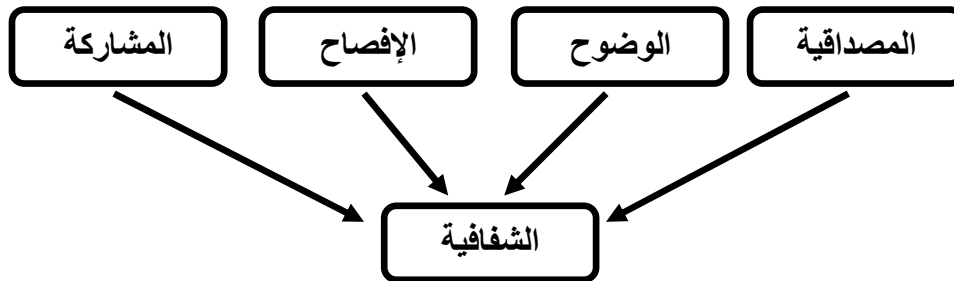 المصداقية
الوضوح
الإفصاح
المشاركة
الشفافية